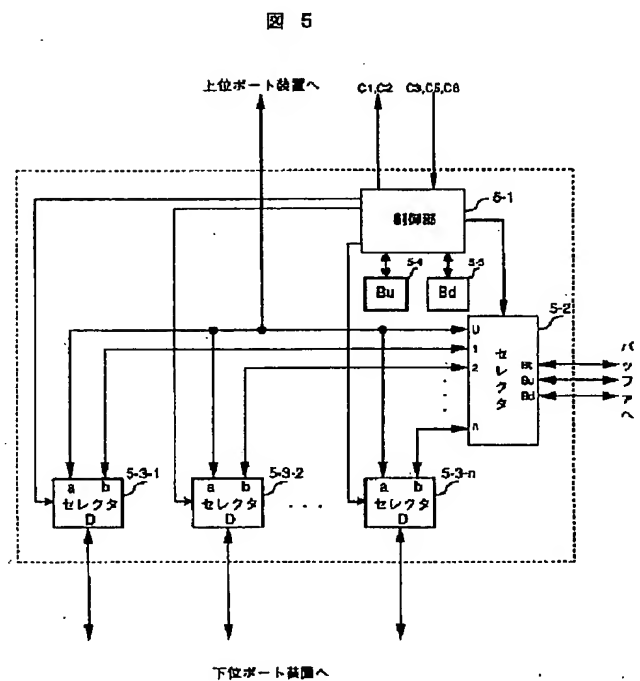 図 5
上位ポート装置へ
C1,C2
C3,C5,C6
制御部
5-1
5-4
Bu
5-5
Bd
5-2
U
1
2
n
セレクタ
Bt
Bu
Bd
バッファへ
5-3-1
a b
セレクタ
D
5-3-2
a b
セレクタ
D
. . .
5-3-n
a b
セレクタ
D
下位ポート装置へ